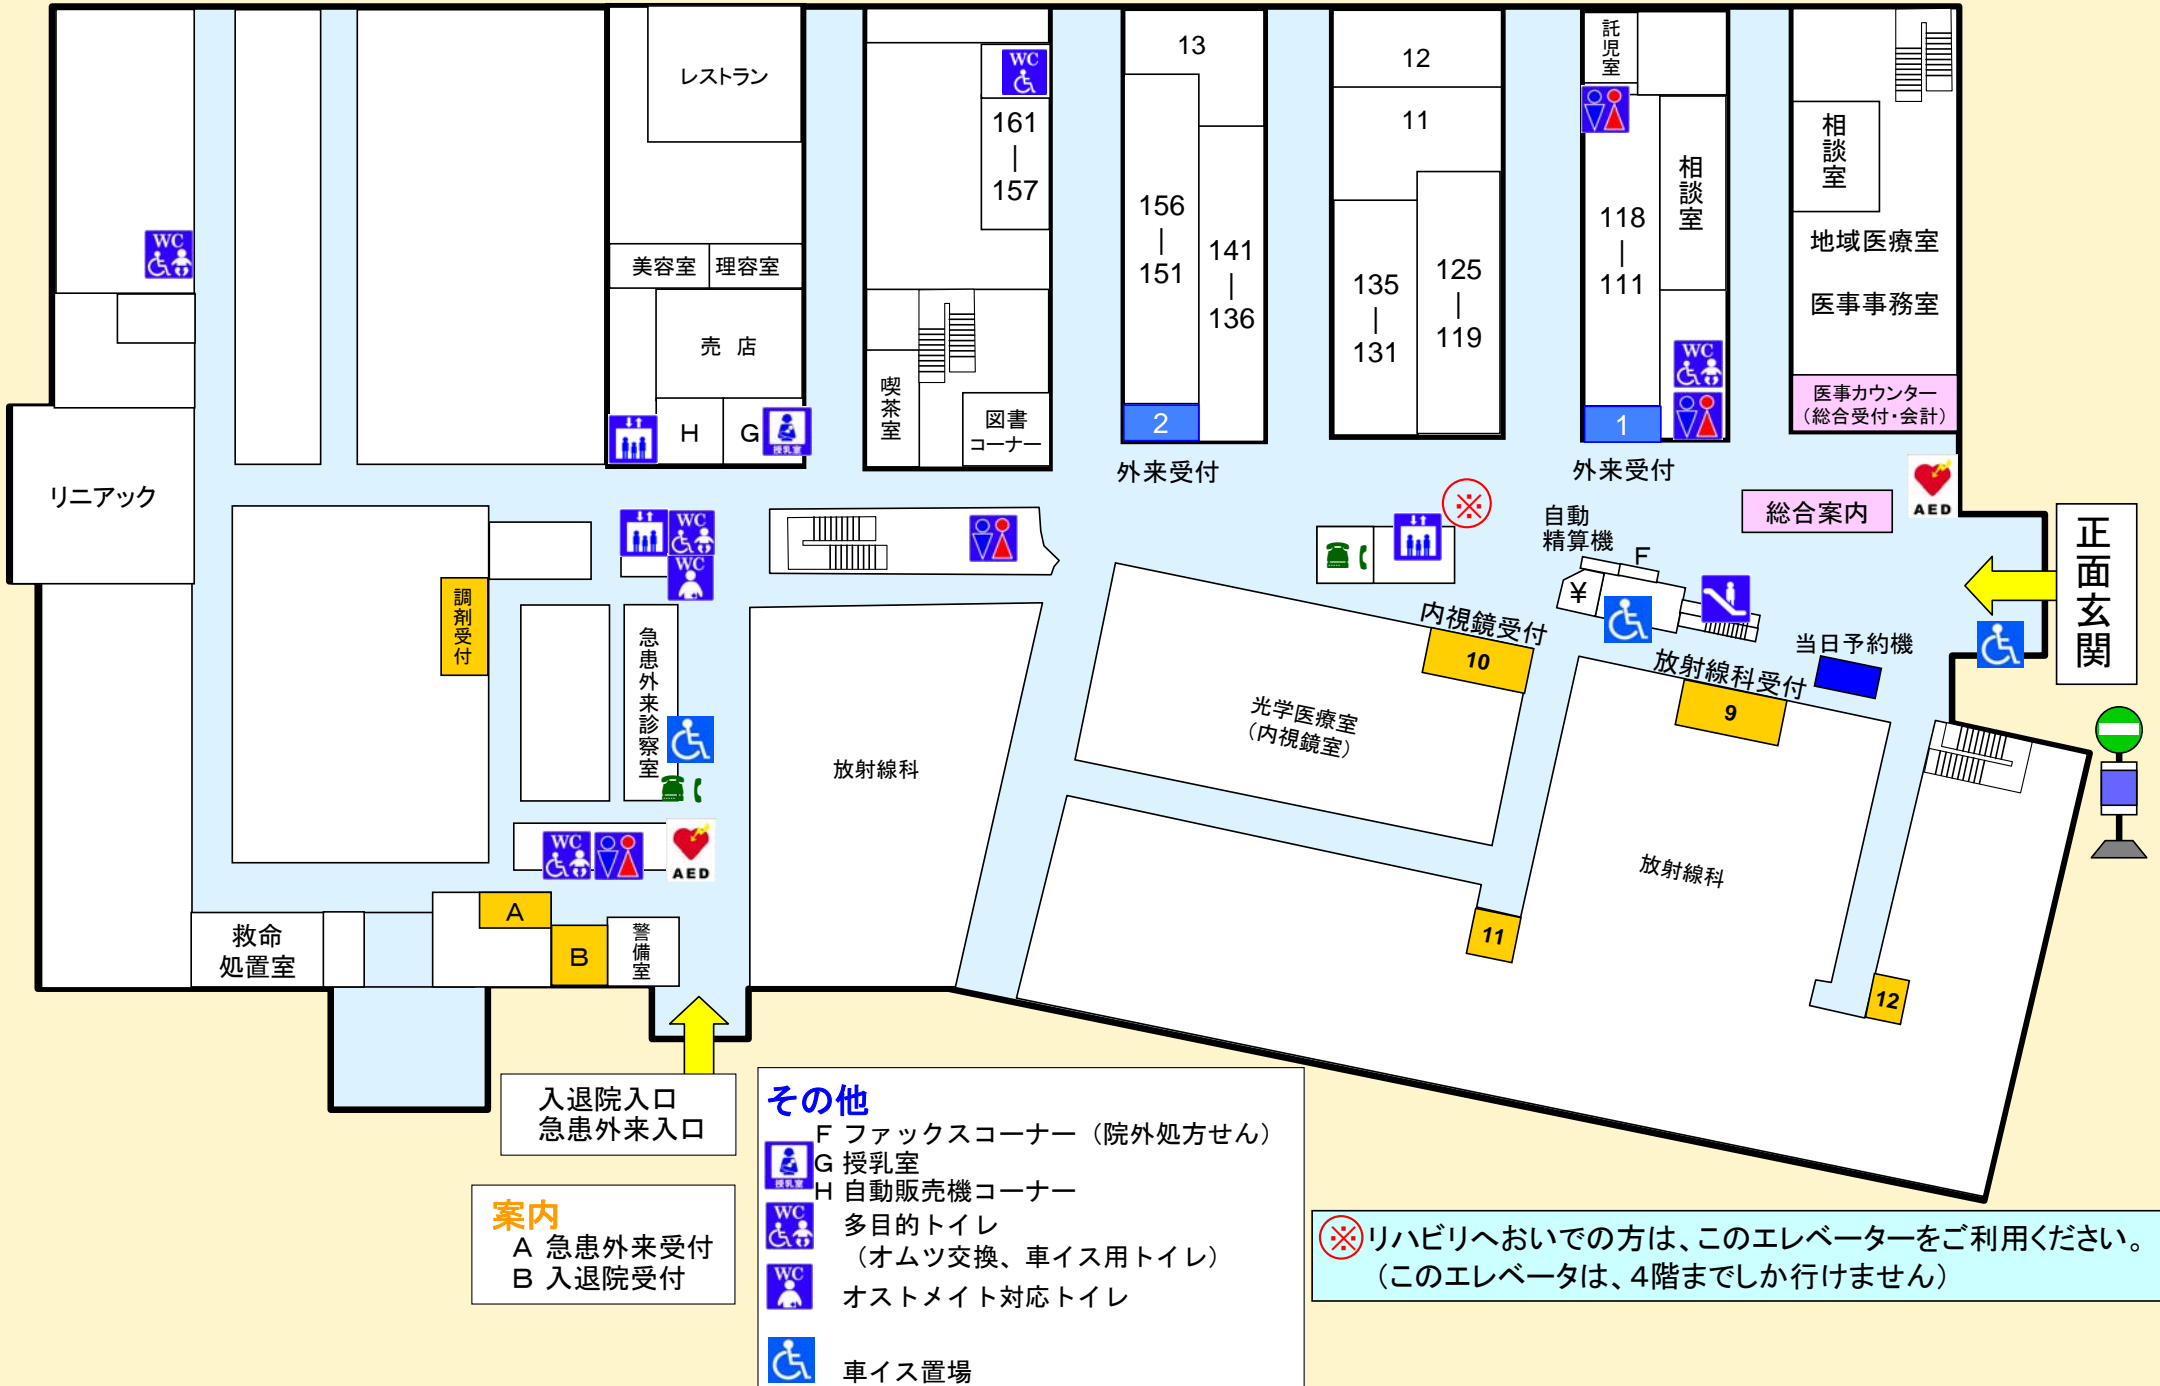 レストラン
美容室
理容室
売 店
H
G
授乳室
WC
161
|
157
喫茶室
図書
コーナー
13
156
|
151
141
|
136
2
外来受付
12
11
135
|
131
125
|
119
託児室
118
|
111
相談室
WC
1
外来受付
相談室
地域医療室
医事事務室
医事カウンター
（総合受付・会計）
AED
総合案内
正面玄関
WC
リニアック
調剤受付
WC
WC
急患外来診察室
WC
AED
※
自動
精算機
F
¥
内視鏡受付
10
放射線科受付
9
当日予約機
光学医療室
（内視鏡室）
放射線科
放射線科
11
12
救命
処置室
A
B
警備室
入退院入口
急患外来入口
案内
A 急患外来受付
B 入退院受付
その他
F ファックスコーナー（院外処方せん）
授乳室
G 授乳室
H 自動販売機コーナー
WC
多目的トイレ
（オムツ交換、車イス用トイレ）
WC
オストメイト対応トイレ
車イス置場
※リハビリへおいでの方は、このエレベーターをご利用ください。
（このエレベータは、4階までしか行けません）